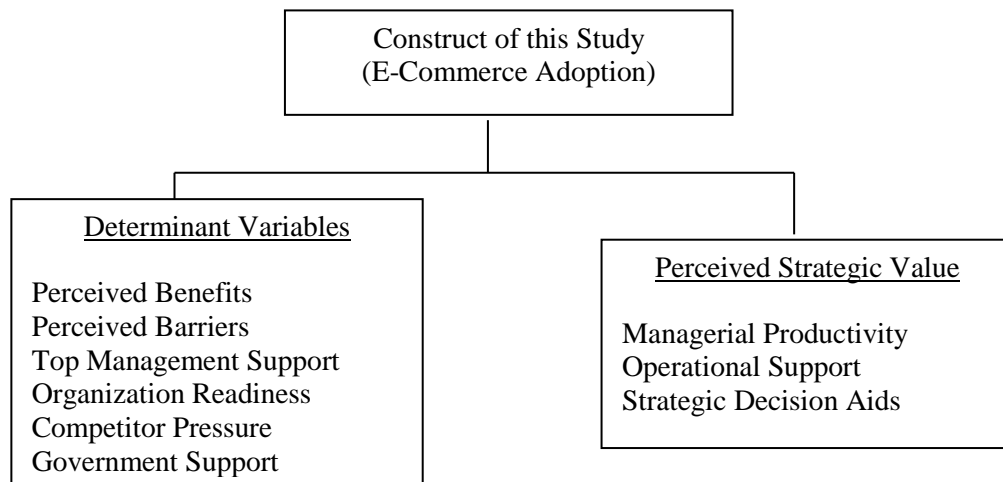 Construct of this Study
(E-Commerce Adoption)
Determinant Variables
Perceived Benefits
Perceived Barriers
Top Management Support
Organization Readiness
Competitor Pressure
Government Support
Perceived Strategic Value
Managerial Productivity
Operational Support
Strategic Decision Aids